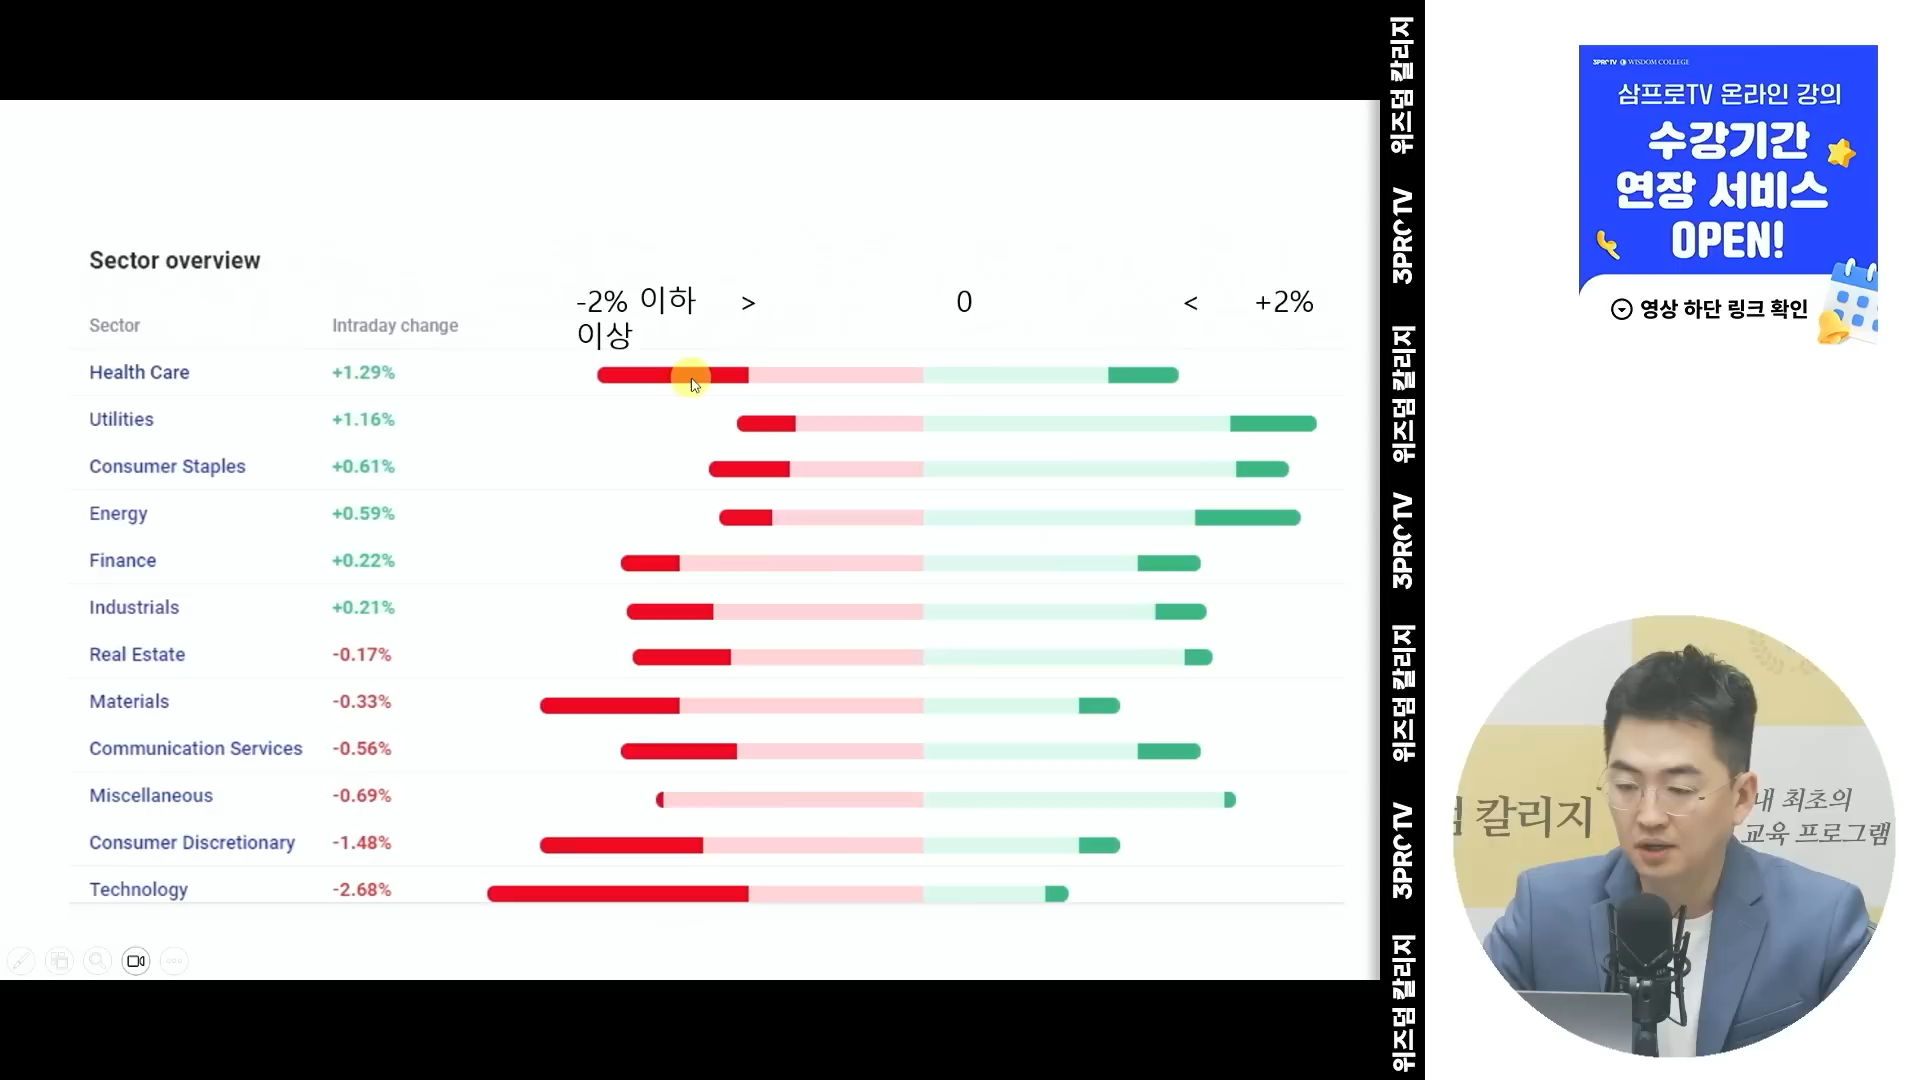 Sector overview
-2% 이하 > 0 < +2%
이상
Sector Intraday change
Health Care +1.29%
Utilities +1.16%
Consumer Staples +0.61%
Energy +0.59%
Finance +0.22%
Industrials +0.21%
Real Estate -0.17%
Materials -0.33%
Communication Services -0.56%
Miscellaneous -0.69%
Consumer Discretionary -1.48%
Technology -2.68%
위즈덤 칼리지
3PROTV
위즈덤 칼리지
3PROTV
위즈덤 칼리지
3PROTV
위즈덤 칼리지
3PROTV WISDOM COLLEGE
삼프로TV 온라인 강의
수강기간
연장 서비스
OPEN!
영상 하단 링크 확인
칼리지
내 최초의
교육 프로그램